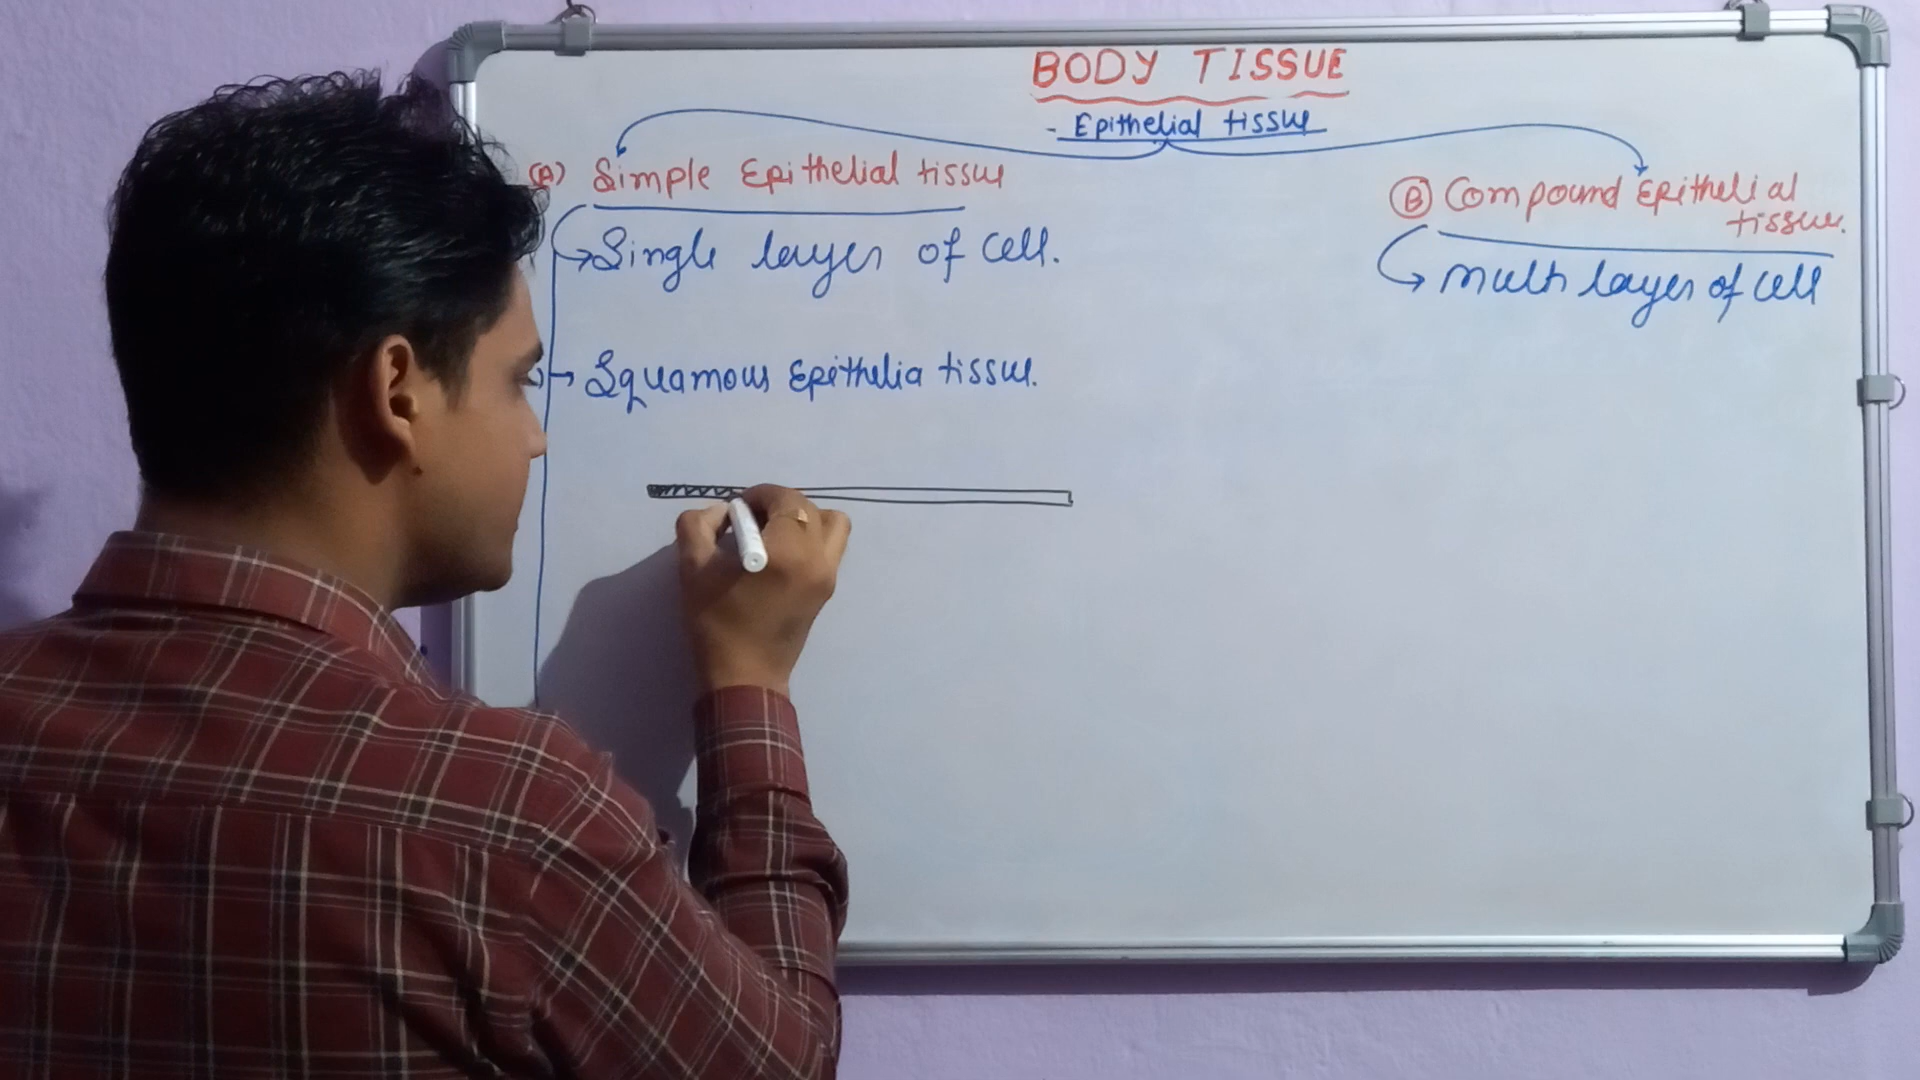 BODY TISSUE
- Epithelial tissue
(A) Simple Epithelial tissue
Single layer of cell.
Squamous Epithelia tissue.
(B) Compound Epithelial
tissue.
multi layer of cell